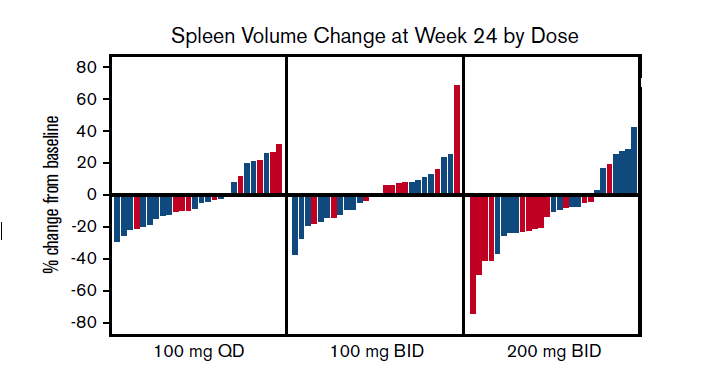 Spleen Volume Change at Week 24 by Dose
% change from baseline
80
60
40
20
0
-20
-40
-60
-80
100 mg QD
100 mg BID
200 mg BID